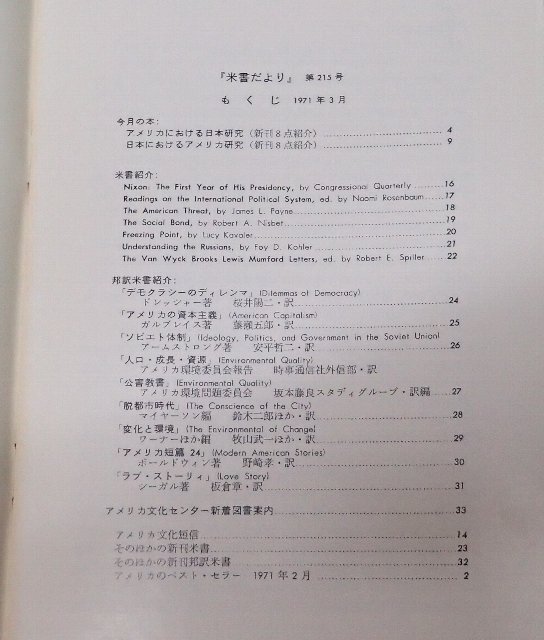 『米書だより』 第215号
もくじ 1971年3月
今月の本:
アメリカにおける日本研究（新刊8点紹介） 4
日本におけるアメリカ研究（新刊8点紹介） 9
米書紹介:
Nixon: The First Year of His Presidency, by Congressional Quarterly 16
Readings on the International Political System, ed. by Naomi Rosenbaum 17
The American Threat, by James L. Payne 18
The Social Bond, by Robert A. Nisbet 19
Freezing Point, by Lucy Kavaler 20
Understanding the Russians, by Foy D. Kohler 21
The Van Wyck Brooks Lewis Mumford Letters, ed. by Robert E. Spiller 22
邦訳米書紹介:
「デモクラシーのディレンマ」(Dilemmas of Democracy)
ドレッシャー著 桜井陽二・訳 24
「アメリカの資本主義」(American Capitalism)
ガルブレイス著 藤瀬五郎・訳 25
「ソビエト体制」(Ideology, Politics, and Government in the Soviet Union)
アームストロング著 安平哲二・訳 26
「人口・成長・資源」(Environmental Quality)
アメリカ環境委員会報告 時事通信社外信部・訳
「公害教書」(Environmental Quality)
アメリカ環境問題委員会 坂本藤良スタディグループ・訳編 27
「脱都市時代」(The Conscience of the City)
マイヤーソン編 鈴木二郎ほか・訳 28
「変化と環境」(The Environmental of Change)
ワーナーほか編 牧山武一ほか・訳 29
「アメリカ短篇 24」(Modern American Stories)
ボールドウィン著 野崎孝・訳 30
「ラブ・ストーリィ」(Love Story)
シーガル著 板倉章・訳 31
アメリカ文化センター新着図書案内 33
アメリカ文化短信 14
そのほかの新刊米書 23
そのほかの新刊邦訳米書 32
アメリカのベスト・セラー 1971年2月 2